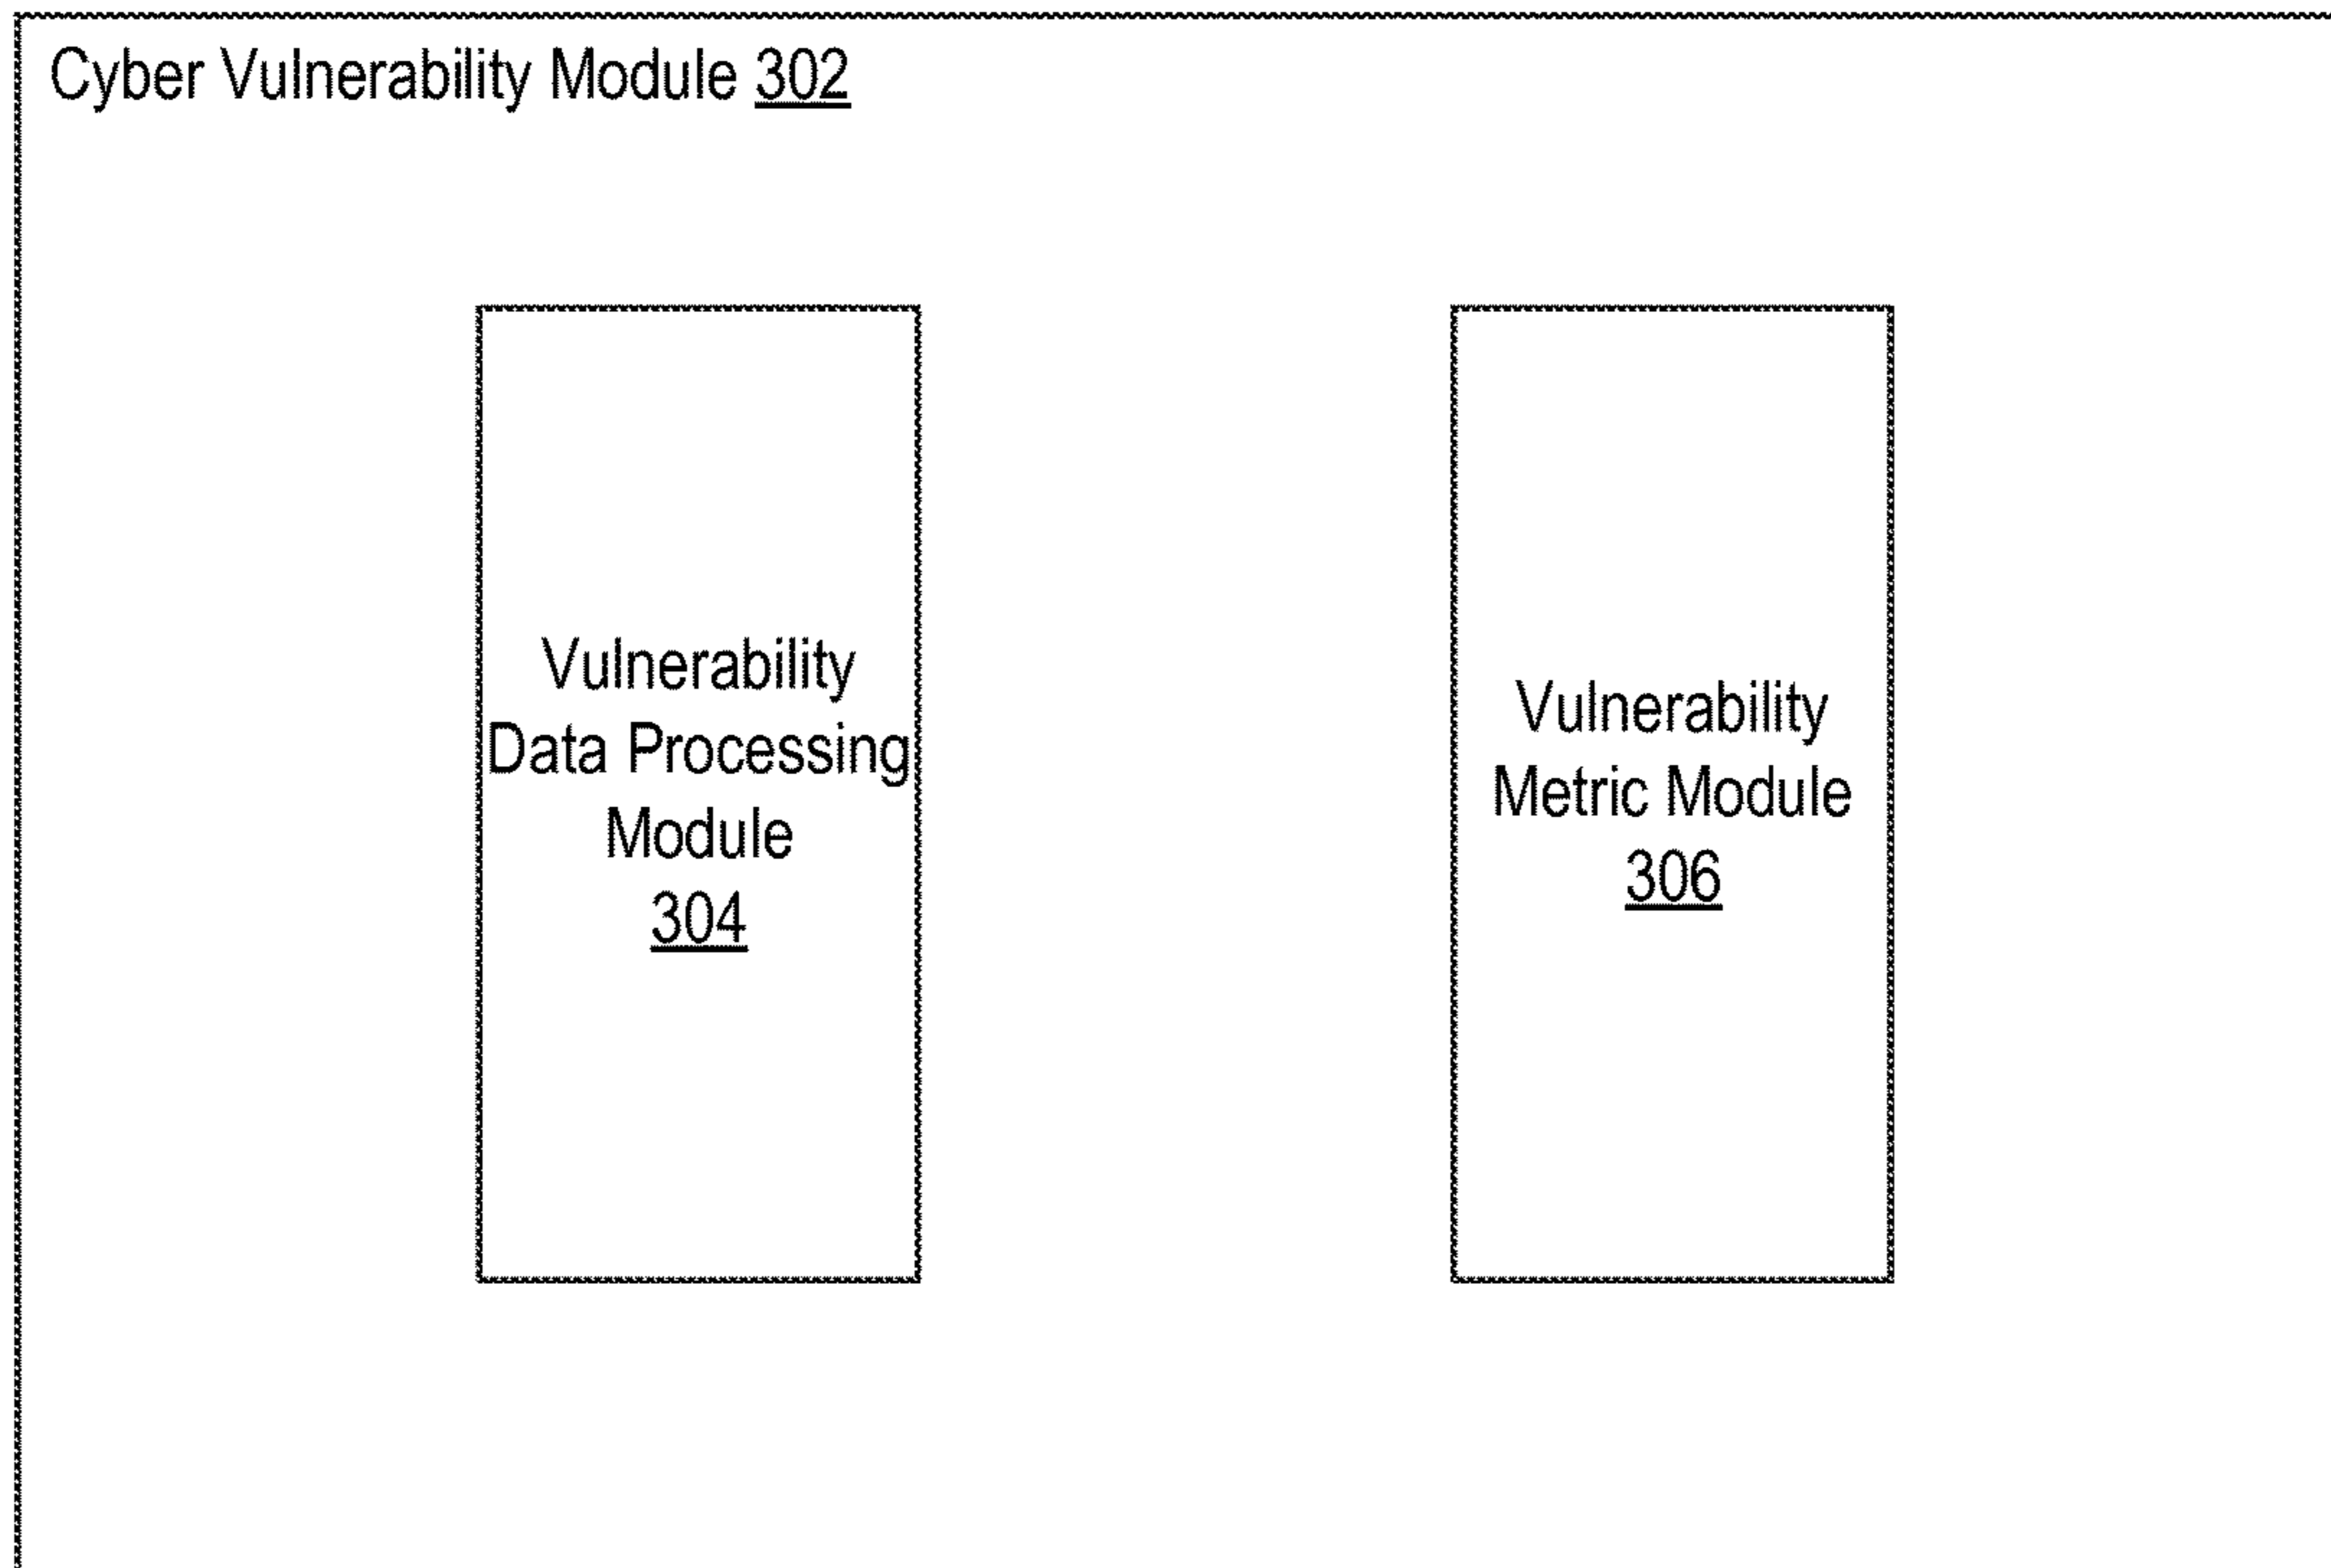 Cyber Vulnerability Module 302
Vulnerability
Data Processing
Module
304
Vulnerability
Metric Module
306